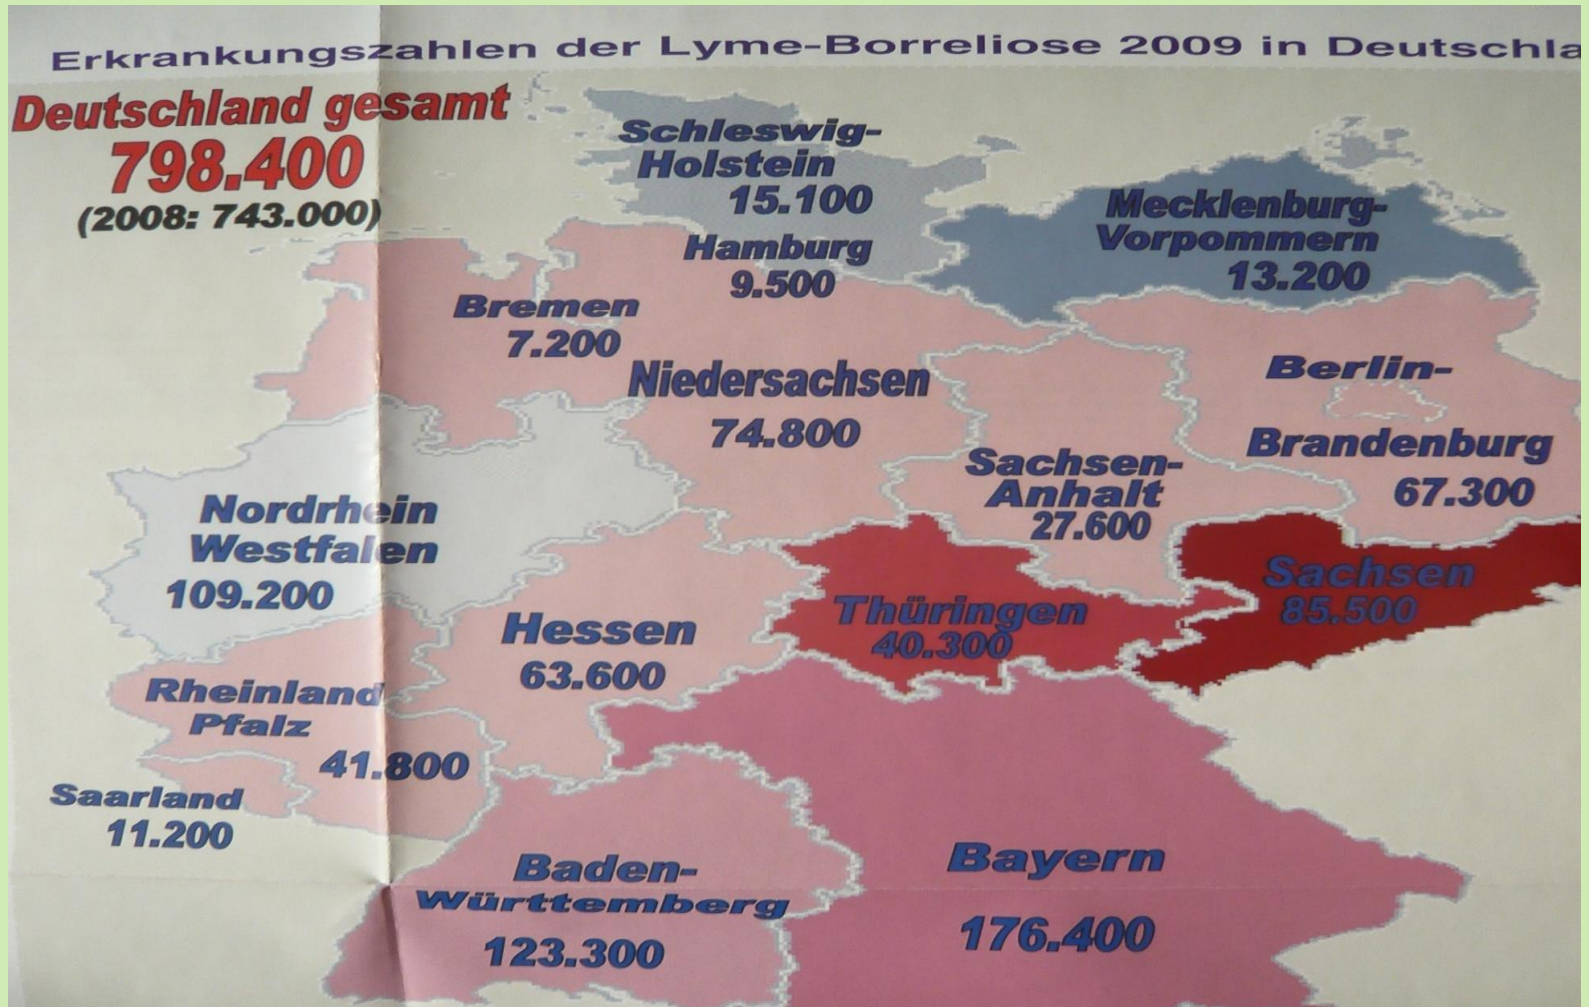 Erkrankungszahlen der Lyme-Borreliose 2009 in Deutschla
Deutschland gesamt
798.400
(2008: 743.000)
Schleswig-
Holstein
15.100
Hamburg
9.500
Mecklenburg-
Vorpommern
13.200
Bremen
7.200
Niedersachsen
74.800
Berlin-
Brandenburg
67.300
Sachsen-
Anhalt
27.600
Nordrhein
Westfalen
109.200
Hessen
63.600
Thüringen
40.300
Sachsen
85.500
Rheinland
Pfalz
41.800
Saarland
11.200
Baden-
Württemberg
123.300
Bayern
176.400